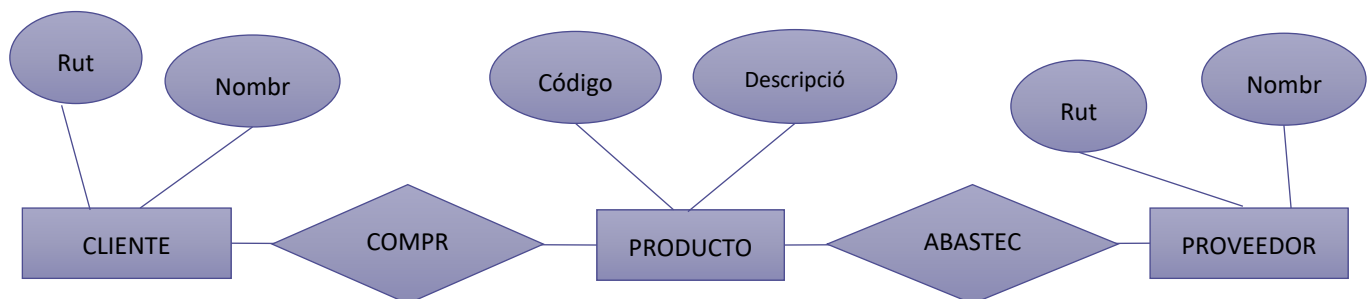 Rut
Nombr
Código
Descripció
Rut
Nombr
CLIENTE
COMPR
PRODUCTO
ABASTEC
PROVEEDOR